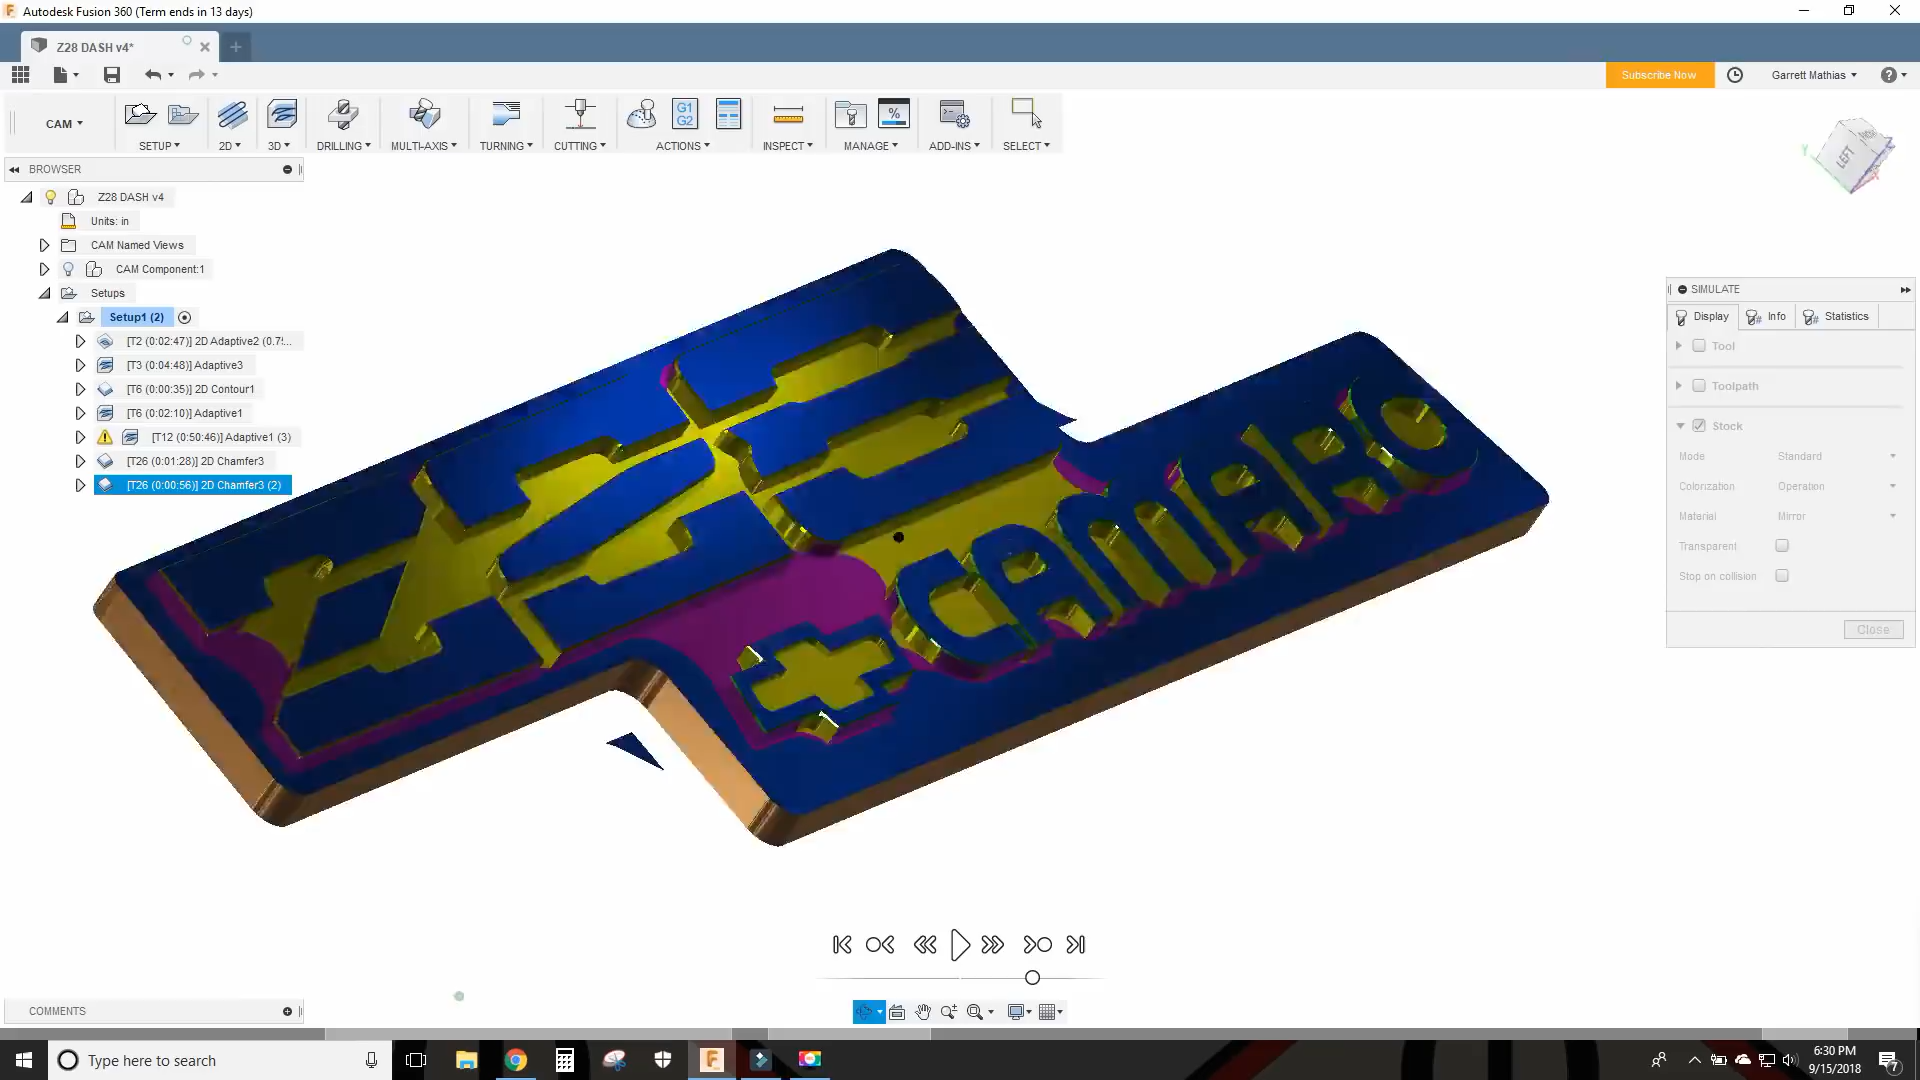 Autodesk Fusion 360 (Term ends in 13 days)
Z28 DASH v4*
Subscribe Now
Garrett Mathias
CAM
SETUP
2D
3D
DRILLING
MULTI-AXIS
TURNING
CUTTING
G1
G2
ACTIONS
INSPECT
%
MANAGE
ADD-INS
SELECT
BROWSER
Z28 DASH v4
Units: in
CAM Named Views
CAM Component:1
Setups
Setup1 (2)
[T2 (0:02:47)] 2D Adaptive2 (0.7!...
[T3 (0:04:48)] Adaptive3
[T6 (0:00:35)] 2D Contour1
[T6 (0:02:10)] Adaptive1
[T12 (0:50:46)] Adaptive1 (3)
[T26 (0:01:28)] 2D Chamfer3
[T26 (0:00:56)] 2D Chamfer3 (2)
LEFT
Z28
CAMARO
SIMULATE
Display
Info
Statistics
Tool
Toolpath
Stock
Mode Standard
Colorization Operation
Material Mirror
Transparent
Stop on collision
Close
COMMENTS
Type here to search
6:30 PM
9/15/2018
7